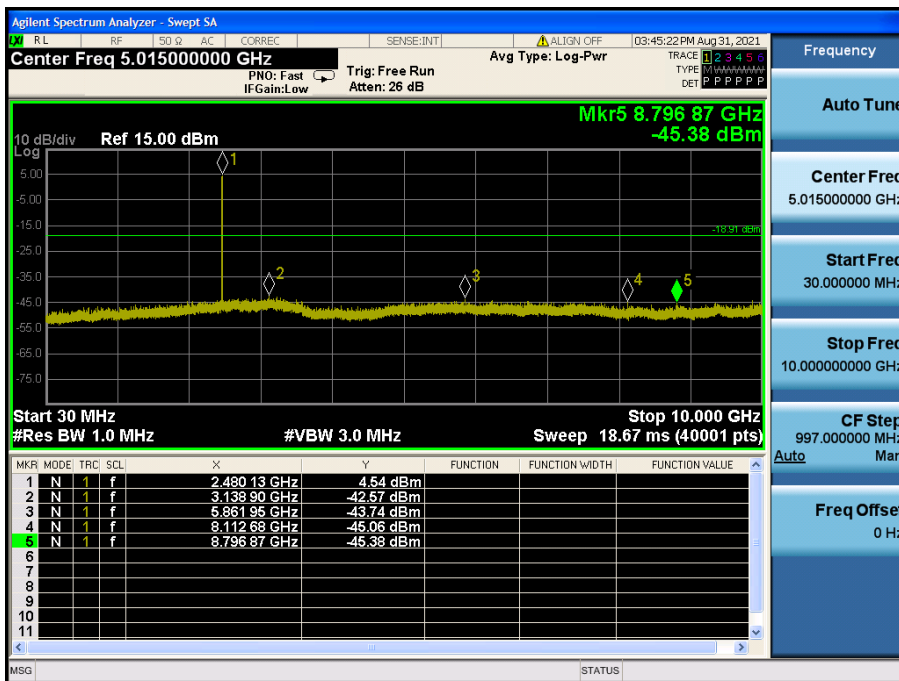 Agilent Spectrum Analyzer - Swept SA
LXI RL RF 50 Ω AC CORREC SENSE:INT ALIGN OFF 03:45:22 PM Aug 31, 2021
Center Freq 5.015000000 GHz
PNO: Fast
IFGain:Low
Trig: Free Run
Atten: 26 dB
Avg Type: Log-Pwr
TRACE 1 2 3 4 5 6
TYPE
DET P P P P P P
Mkr5 8.796 87 GHz
-45.38 dBm
10 dB/div Ref 15.00 dBm
Log
5.00
-5.00
-15.0
-25.0
-35.0
-45.0
-55.0
-65.0
-75.0
1
2
3
4
5
-18.91 dBm
Start 30 MHz Stop 10.000 GHz
#Res BW 1.0 MHz #VBW 3.0 MHz Sweep 18.67 ms (40001 pts)
MKR MODE TRC SCL X Y FUNCTION FUNCTION WIDTH FUNCTION VALUE
1 N 1 f 2.480 13 GHz 4.54 dBm
2 N 1 f 3.138 90 GHz -42.57 dBm
3 N 1 f 5.861 95 GHz -43.74 dBm
4 N 1 f 8.112 68 GHz -45.06 dBm
5 N 1 f 8.796 87 GHz -45.38 dBm
6
7
8
9
10
11
MSG STATUS
Frequency
Auto Tune
Center Freq
5.015000000 GHz
Start Freq
30.000000 MHz
Stop Freq
10.000000000 GHz
CF Step
997.000000 MHz
Auto Man
Freq Offset
0 Hz